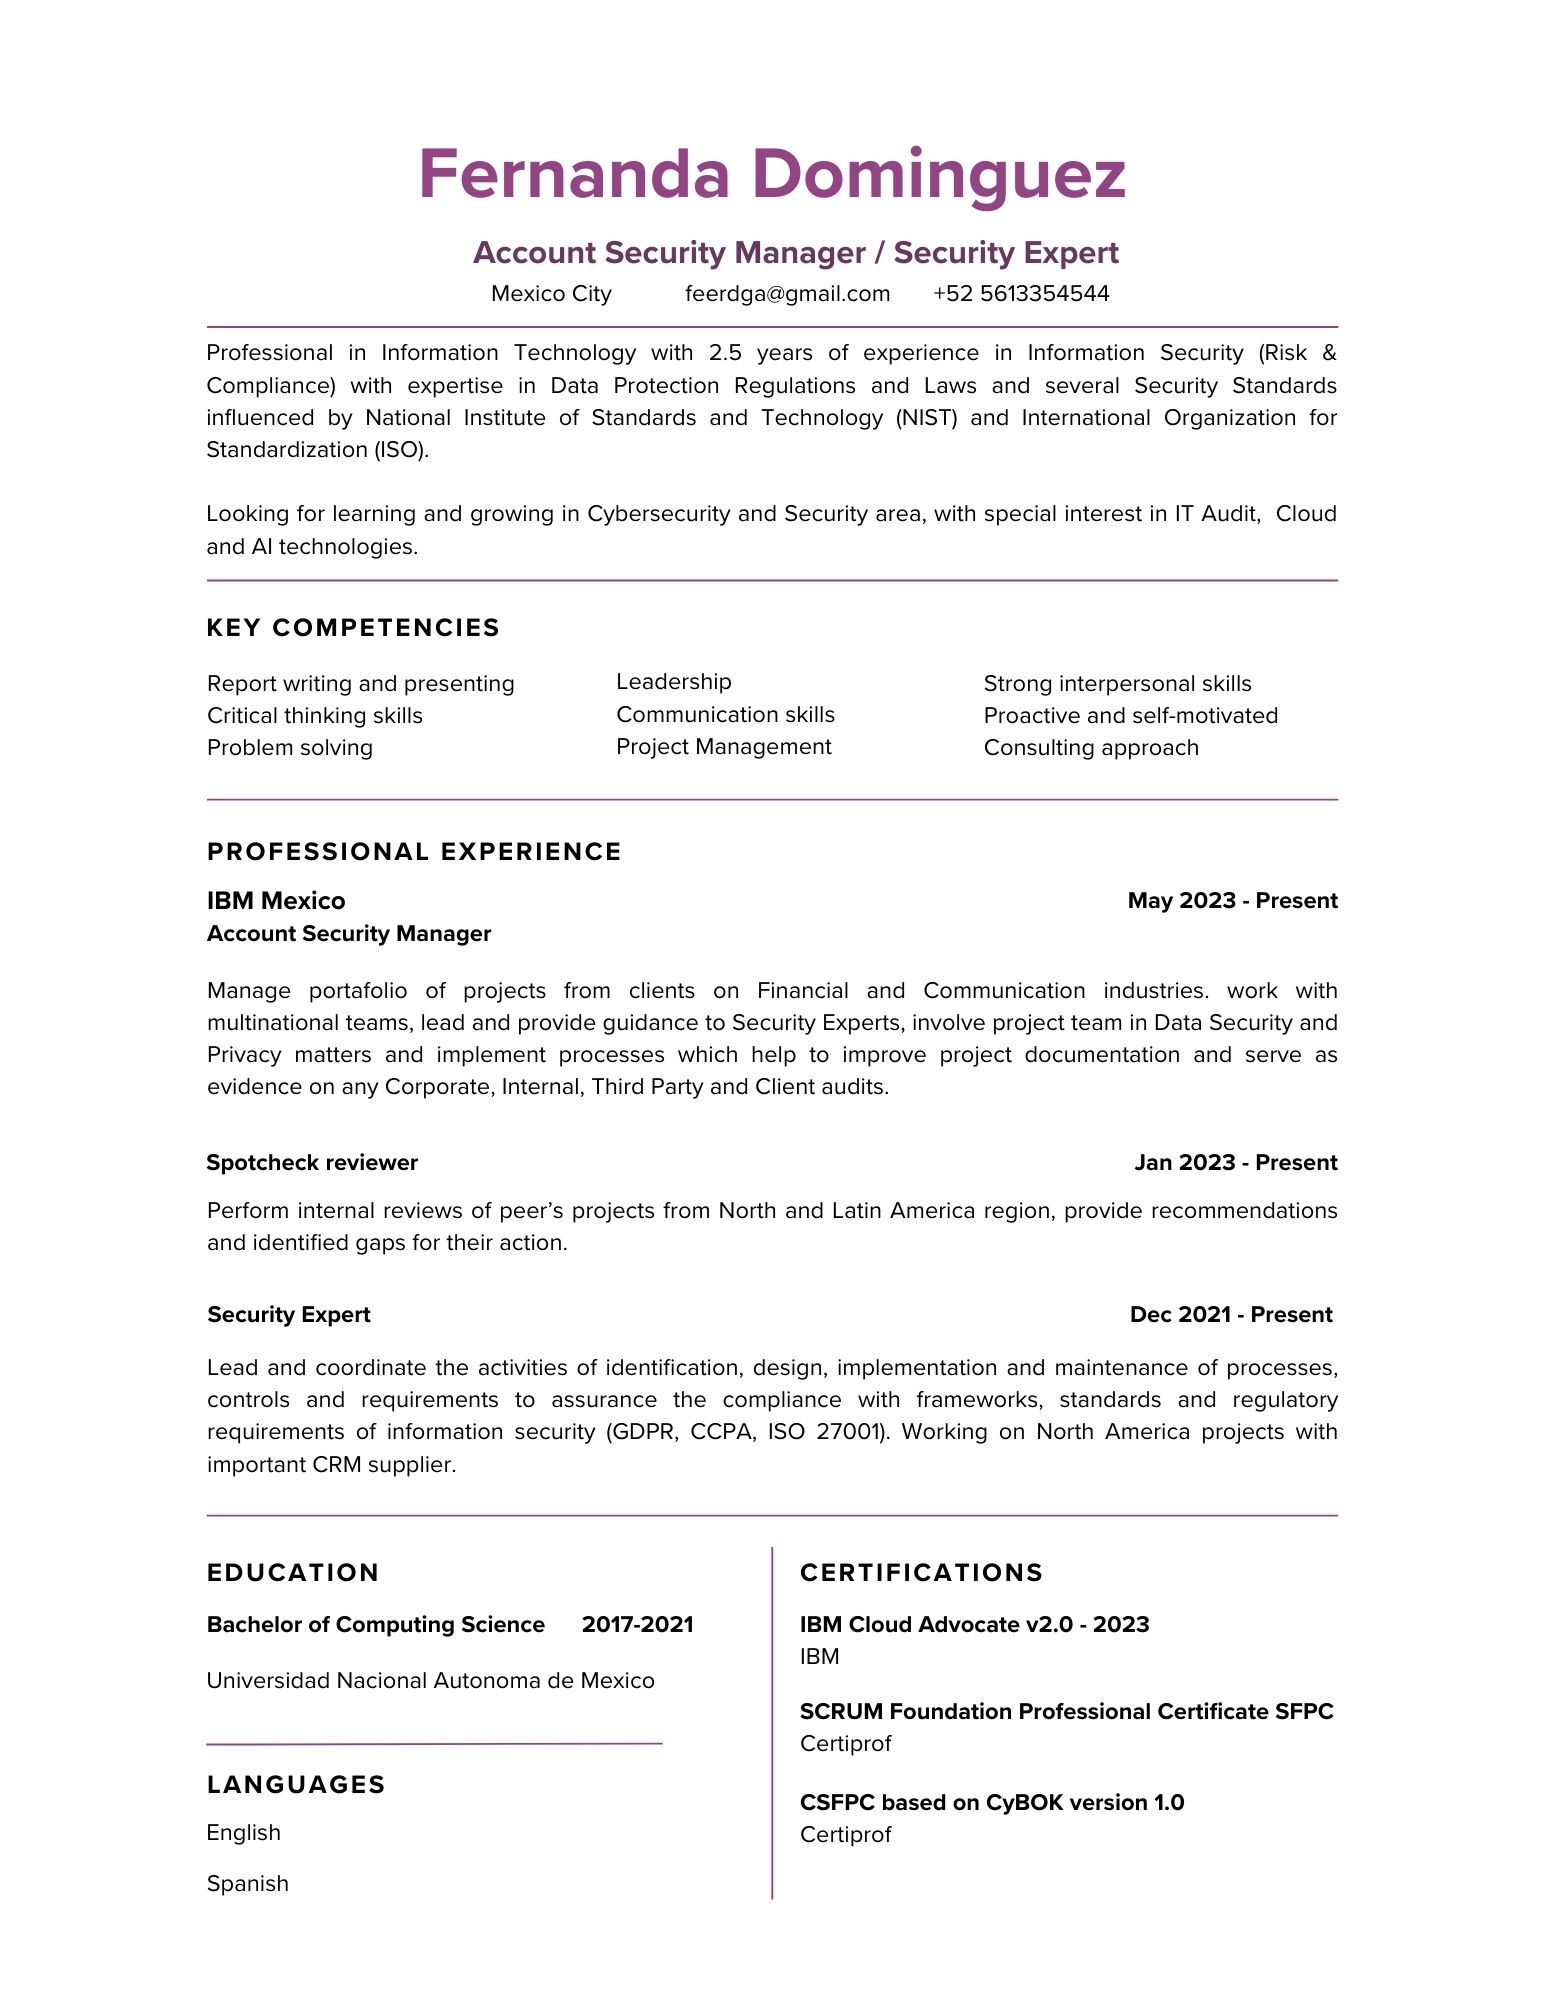 Fernanda Dominguez
Account Security Manager / Security Expert
Mexico City feerdga@gmail.com +52 5613354544
Professional in Information Technology with 2.5 years of experience in Information Security (Risk &
Compliance) with expertise in Data Protection Regulations and Laws and several Security Standards
influenced by National Institute of Standards and Technology (NIST) and International Organization for
Standardization (ISO).
Looking for learning and growing in Cybersecurity and Security area, with special interest in IT Audit, Cloud
and AI technologies.
KEY COMPETENCIES
Report writing and presenting
Critical thinking skills
Problem solving
Leadership
Communication skills
Project Management
Strong interpersonal skills
Proactive and self-motivated
Consulting approach
PROFESSIONAL EXPERIENCE
IBM Mexico May 2023 - Present
Account Security Manager
Manage portafolio of projects from clients on Financial and Communication industries. work with
multinational teams, lead and provide guidance to Security Experts, involve project team in Data Security and
Privacy matters and implement processes which help to improve project documentation and serve as
evidence on any Corporate, Internal, Third Party and Client audits.
Spotcheck reviewer Jan 2023 - Present
Perform internal reviews of peer’s projects from North and Latin America region, provide recommendations
and identified gaps for their action.
Security Expert Dec 2021 - Present
Lead and coordinate the activities of identification, design, implementation and maintenance of processes,
controls and requirements to assurance the compliance with frameworks, standards and regulatory
requirements of information security (GDPR, CCPA, ISO 27001). Working on North America projects with
important CRM supplier.
EDUCATION
Bachelor of Computing Science 2017-2021
Universidad Nacional Autonoma de Mexico
LANGUAGES
English
Spanish
CERTIFICATIONS
IBM Cloud Advocate v2.0 - 2023
IBM
SCRUM Foundation Professional Certificate SFPC
Certiprof
CSFPC based on CyBOK version 1.0
Certiprof